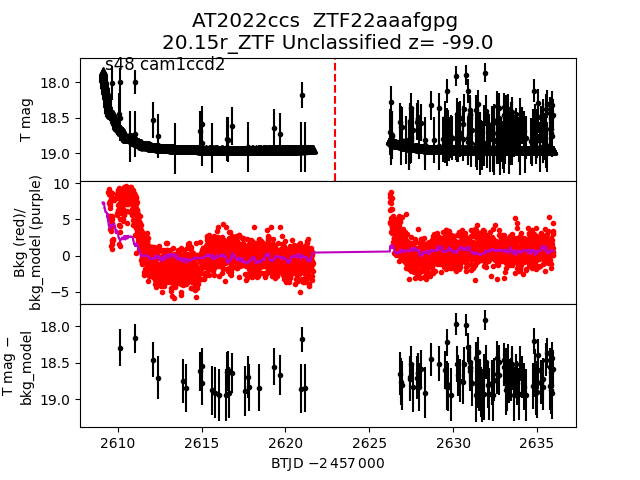 AT2022ccs  ZTF22aaafgpg
20.15r_ZTF Unclassified z= -99.0
s48 cam1ccd2
T mag
18.0
18.5
19.0
Bkg (red)/
bkg_model (purple)
10
5
0
−5
T mag −
bkg_model
18.0
18.5
19.0
2610 2615 2620 2625 2630 2635
BTJD −2 457 000